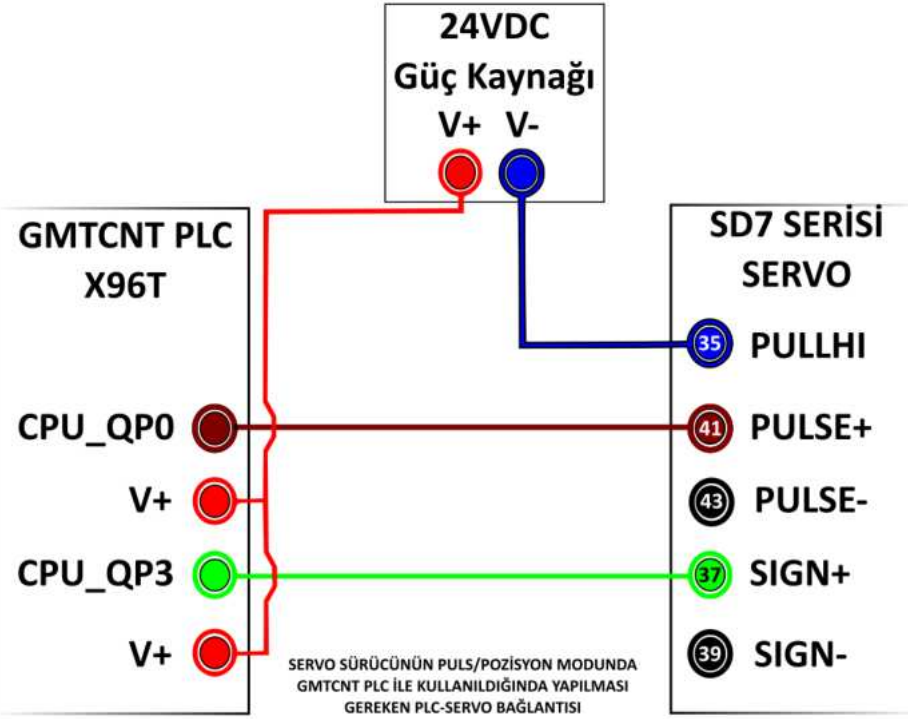 24VDC
Güç Kaynağı
V+ V-
GMTCNT PLC
X96T
SD7 SERİSİ
SERVO
35 PULLHI
CPU_QP0
41 PULSE+
V+
43 PULSE-
CPU_QP3
37 SIGN+
V+
39 SIGN-
SERVO SÜRÜCÜNÜN PULS/POZİSYON MODUNDA
GMTCNT PLC İLE KULLANILDIĞINDA YAPILMASI
GEREKEN PLC-SERVO BAĞLANTISI